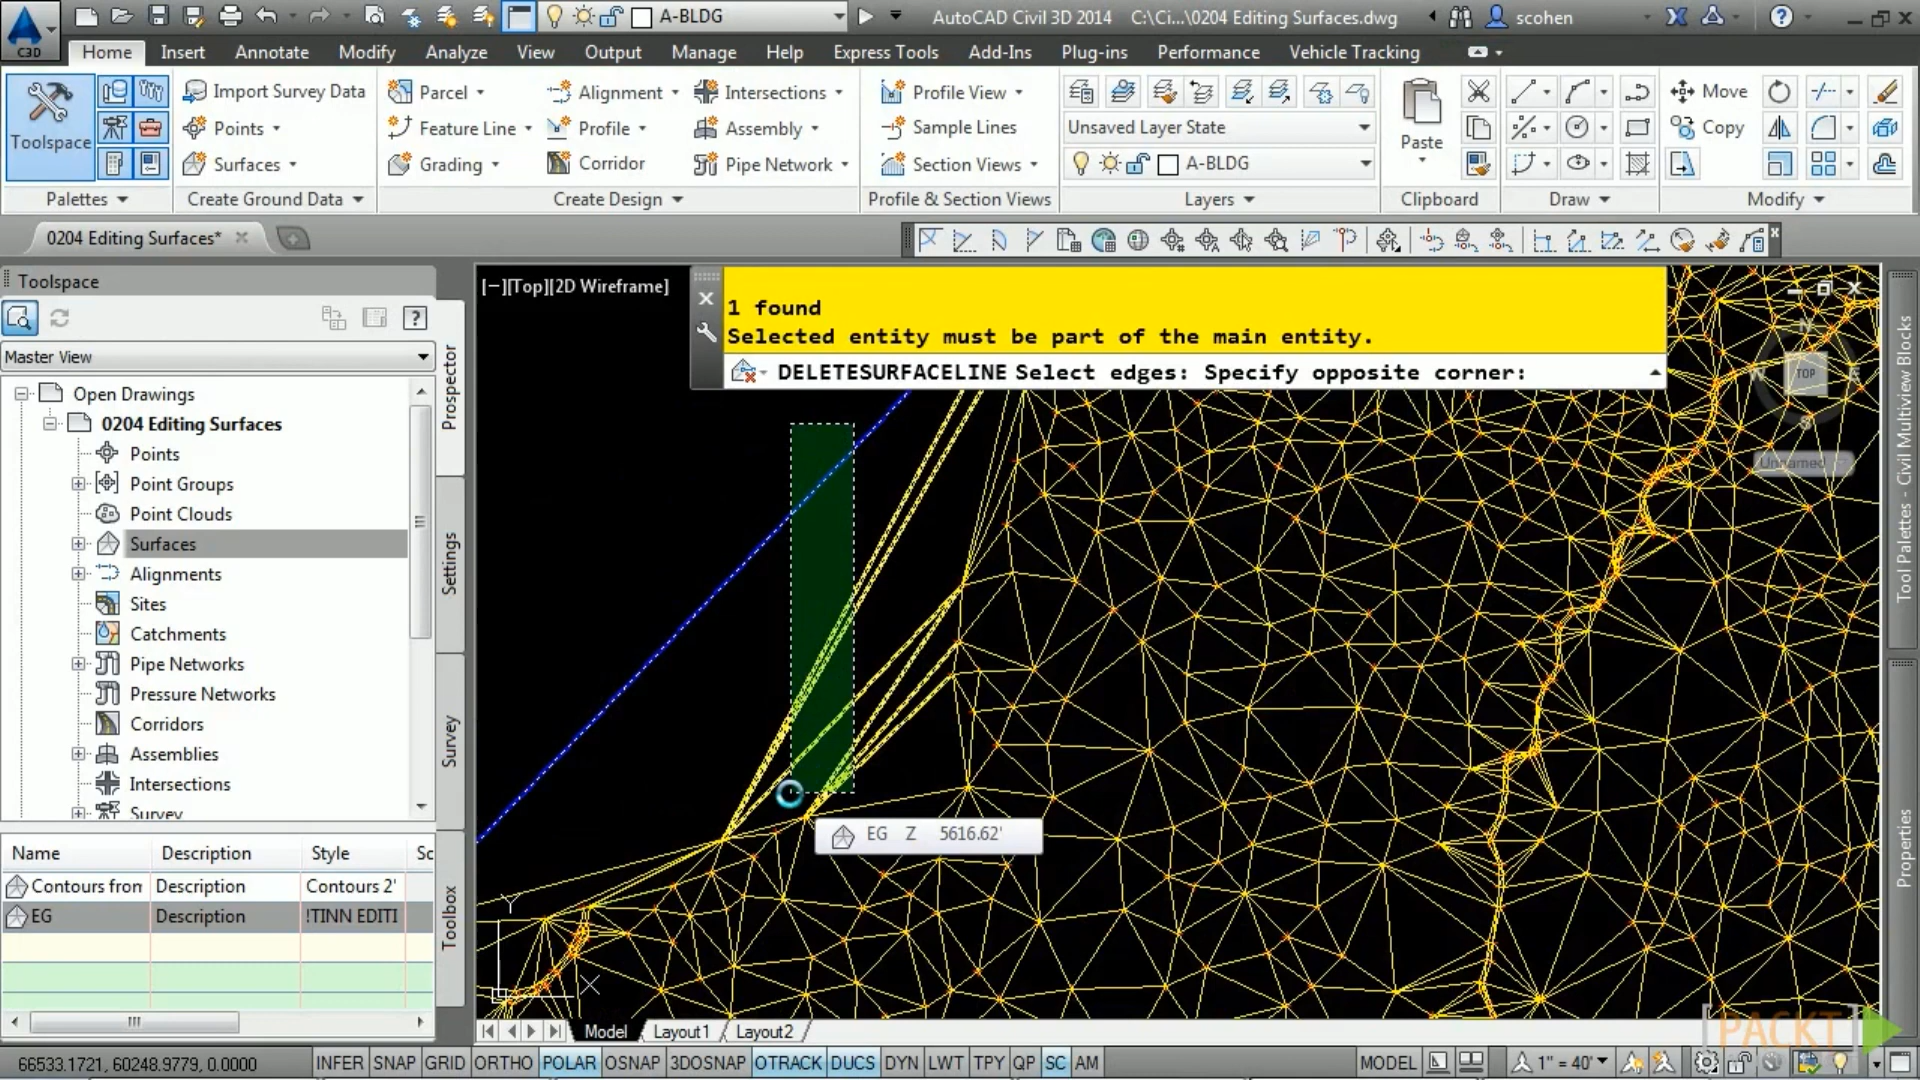 A-BLDG
AutoCAD Civil 3D 2014 C:\Ci...\0204 Editing Surfaces.dwg
scohen
C3D
Home Insert Annotate Modify Analyze View Output Manage Help Express Tools Add-Ins Plug-ins Performance Vehicle Tracking
Toolspace
Import Survey Data
Points
Surfaces
Parcel
Feature Line
Grading
Alignment
Profile
Corridor
Intersections
Assembly
Pipe Network
Profile View
Sample Lines
Section Views
Unsaved Layer State
A-BLDG
Paste
Move
Copy
Palettes
Create Ground Data
Create Design
Profile & Section Views
Layers
Clipboard
Draw
Modify
0204 Editing Surfaces*
Toolspace
Master View
Open Drawings
0204 Editing Surfaces
Points
Point Groups
Point Clouds
Surfaces
Alignments
Sites
Catchments
Pipe Networks
Pressure Networks
Corridors
Assemblies
Intersections
Survey
Prospector
Settings
Survey
Toolbox
Name Description Style Sc
Contours fron Description Contours 2'
EG Description !TINN EDITI
[−][Top][2D Wireframe]
1 found
Selected entity must be part of the main entity.
DELETESURFACELINE Select edges: Specify opposite corner:
N
W
TOP
E
S
Unnamed
EG Z 5616.62'
Y
X
Tool Palettes - Civil Multiview Blocks
Properties
PACKT
Model Layout1 Layout2
66533.1721, 60248.9779, 0.0000
INFER SNAP GRID ORTHO POLAR OSNAP 3DOSNAP OTRACK DUCS DYN LWT TPY QP SC AM
MODEL
1" = 40'